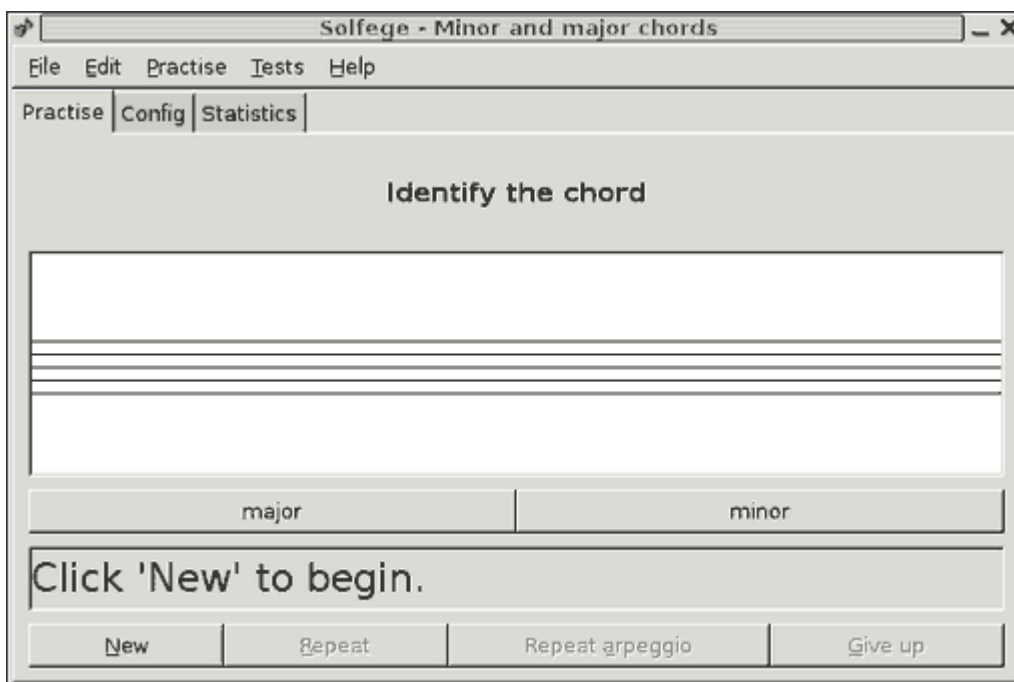 Solfege - Minor and major chords
File Edit Practise Tests Help
Practise Config Statistics
Identify the chord
major minor
Click 'New' to begin.
New Repeat Repeat arpeggio Give up